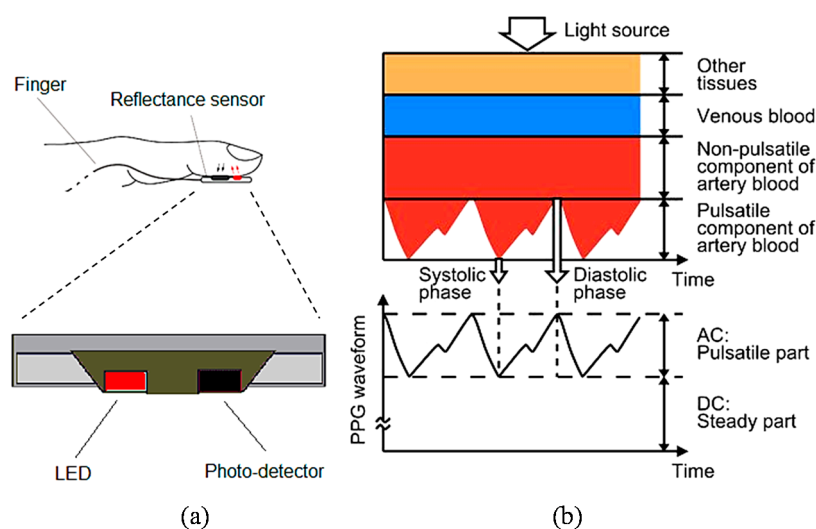 Finger
Reflectance sensor
LED
Photo-detector
(a)
Light source
Other
tissues
Venous blood
Non-pulsatile
component of
artery blood
Pulsatile
component of
artery blood
Time
Systolic
phase
Diastolic
phase
PPG waveform
AC:
Pulsatile part
DC:
Steady part
Time
(b)